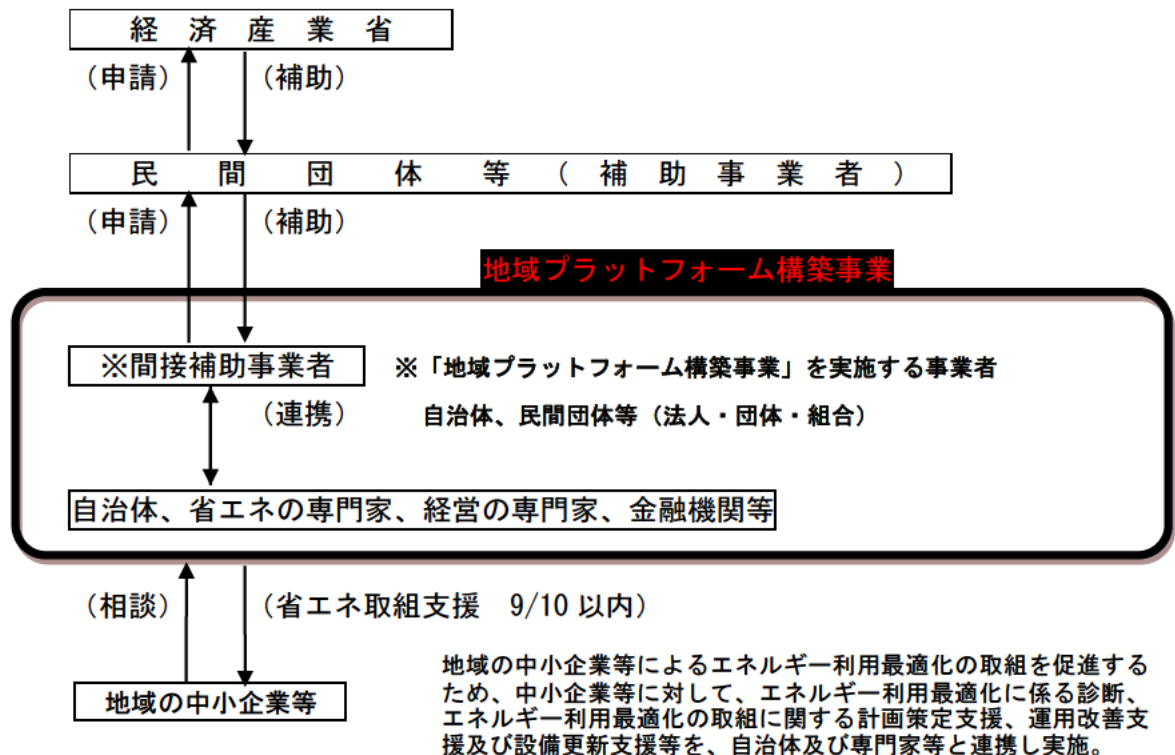 経済産業省
（申請）（補助）
民間団体等（補助事業者）
（申請）（補助）
地域プラットフォーム構築事業
※間接補助事業者 ※「地域プラットフォーム構築事業」を実施する事業者
（連携） 自治体、民間団体等（法人・団体・組合）
自治体、省エネの専門家、経営の専門家、金融機関等
（相談）（省エネ取組支援 9/10 以内）
地域の中小企業等
地域の中小企業等によるエネルギー利用最適化の取組を促進する
ため、中小企業等に対して、エネルギー利用最適化に係る診断、
エネルギー利用最適化の取組に関する計画策定支援、運用改善支
援及び設備更新支援等を、自治体及び専門家等と連携し実施。